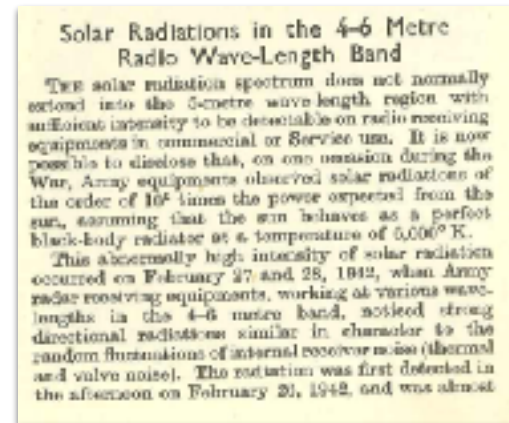 Solar Radiations in the 4–6 Metre
Radio Wave-Length Band
THE solar radiation spectrum does not normally
extend into the 5-metre wave-length region with
sufficient intensity to be detectable on radio receiving
equipments in commercial or Service use. It is now
possible to disclose that, on one occasion during the
War, Army equipments observed solar radiations of
the order of 10⁵ times the power expected from the
sun, assuming that the sun behaves as a perfect
black-body radiator at a temperature of 6,000° K.
This abnormally high intensity of solar radiation
occurred on February 27 and 28, 1942, when Army
radar receiving equipments, working at various wave-
lengths in the 4–6 metre band, noticed strong
directional radiations similar in character to the
random fluctuations of internal receiver noise (thermal
and valve noise). The radiation was first detected in
the afternoon on February 26, 1942, and was almost